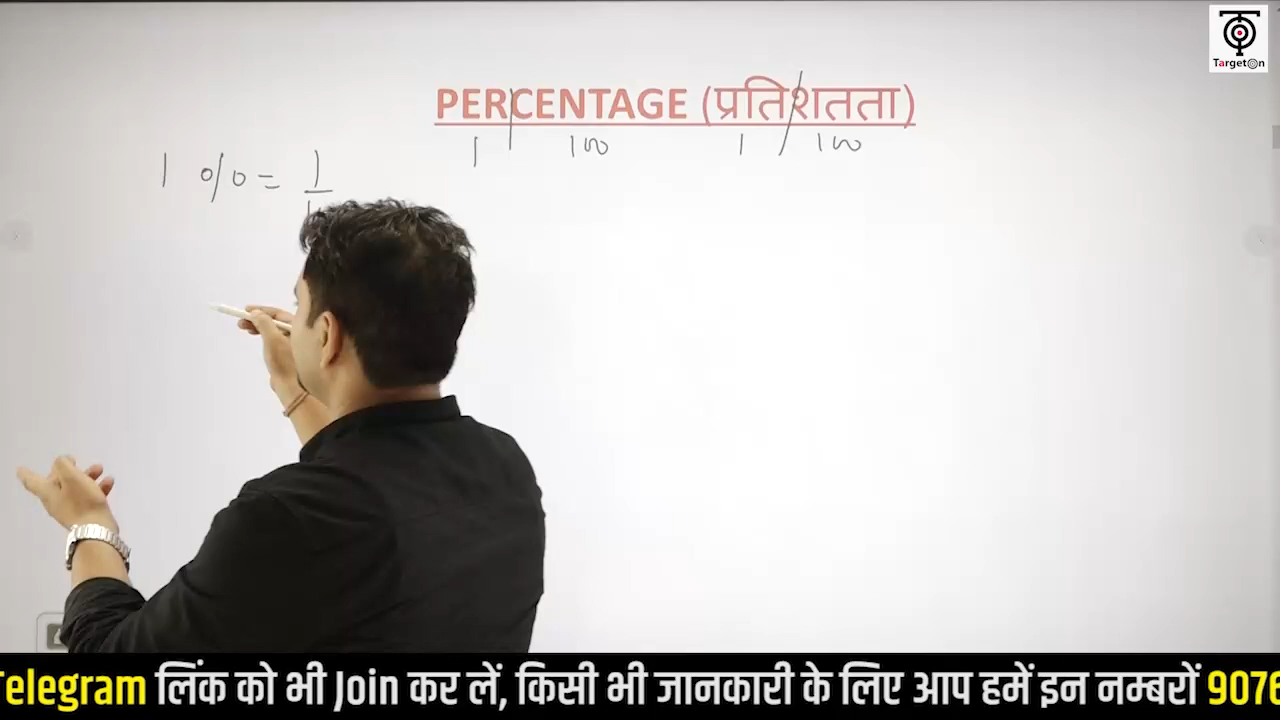 TargetOn
PERCENTAGE (प्रतिशतता)
1 100 1 100
1 % = 1
Telegram लिंक को भी Join कर लें, किसी भी जानकारी के लिए आप हमें इन नम्बरों 9076